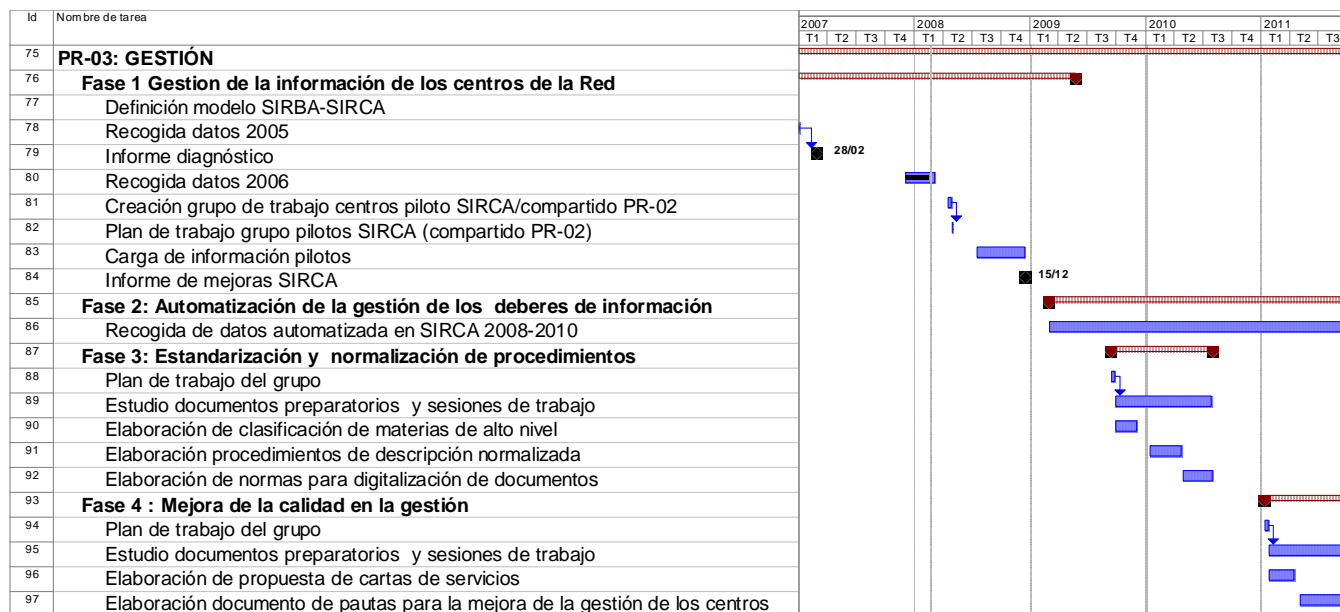 Id Nombre de tarea 2007 2008 2009 2010 2011
T1 T2 T3 T4 T1 T2 T3 T4 T1 T2 T3 T4 T1 T2 T3 T4 T1 T2 T3
75 PR-03: GESTIÓN
76 Fase 1 Gestion de la información de los centros de la Red
77 Definición modelo SIRBA-SIRCA
78 Recogida datos 2005
79 Informe diagnóstico 28/02
80 Recogida datos 2006
81 Creación grupo de trabajo centros piloto SIRCA/compartido PR-02
82 Plan de trabajo grupo pilotos SIRCA (compartido PR-02)
83 Carga de información pilotos
84 Informe de mejoras SIRCA 15/12
85 Fase 2: Automatización de la gestión de los deberes de información
86 Recogida de datos automatizada en SIRCA 2008-2010
87 Fase 3: Estandarización y normalización de procedimientos
88 Plan de trabajo del grupo
89 Estudio documentos preparatorios y sesiones de trabajo
90 Elaboración de clasificación de materias de alto nivel
91 Elaboración procedimientos de descripción normalizada
92 Elaboración de normas para digitalización de documentos
93 Fase 4 : Mejora de la calidad en la gestión
94 Plan de trabajo del grupo
95 Estudio documentos preparatorios y sesiones de trabajo
96 Elaboración de propuesta de cartas de servicios
97 Elaboración documento de pautas para la mejora de la gestión de los centros